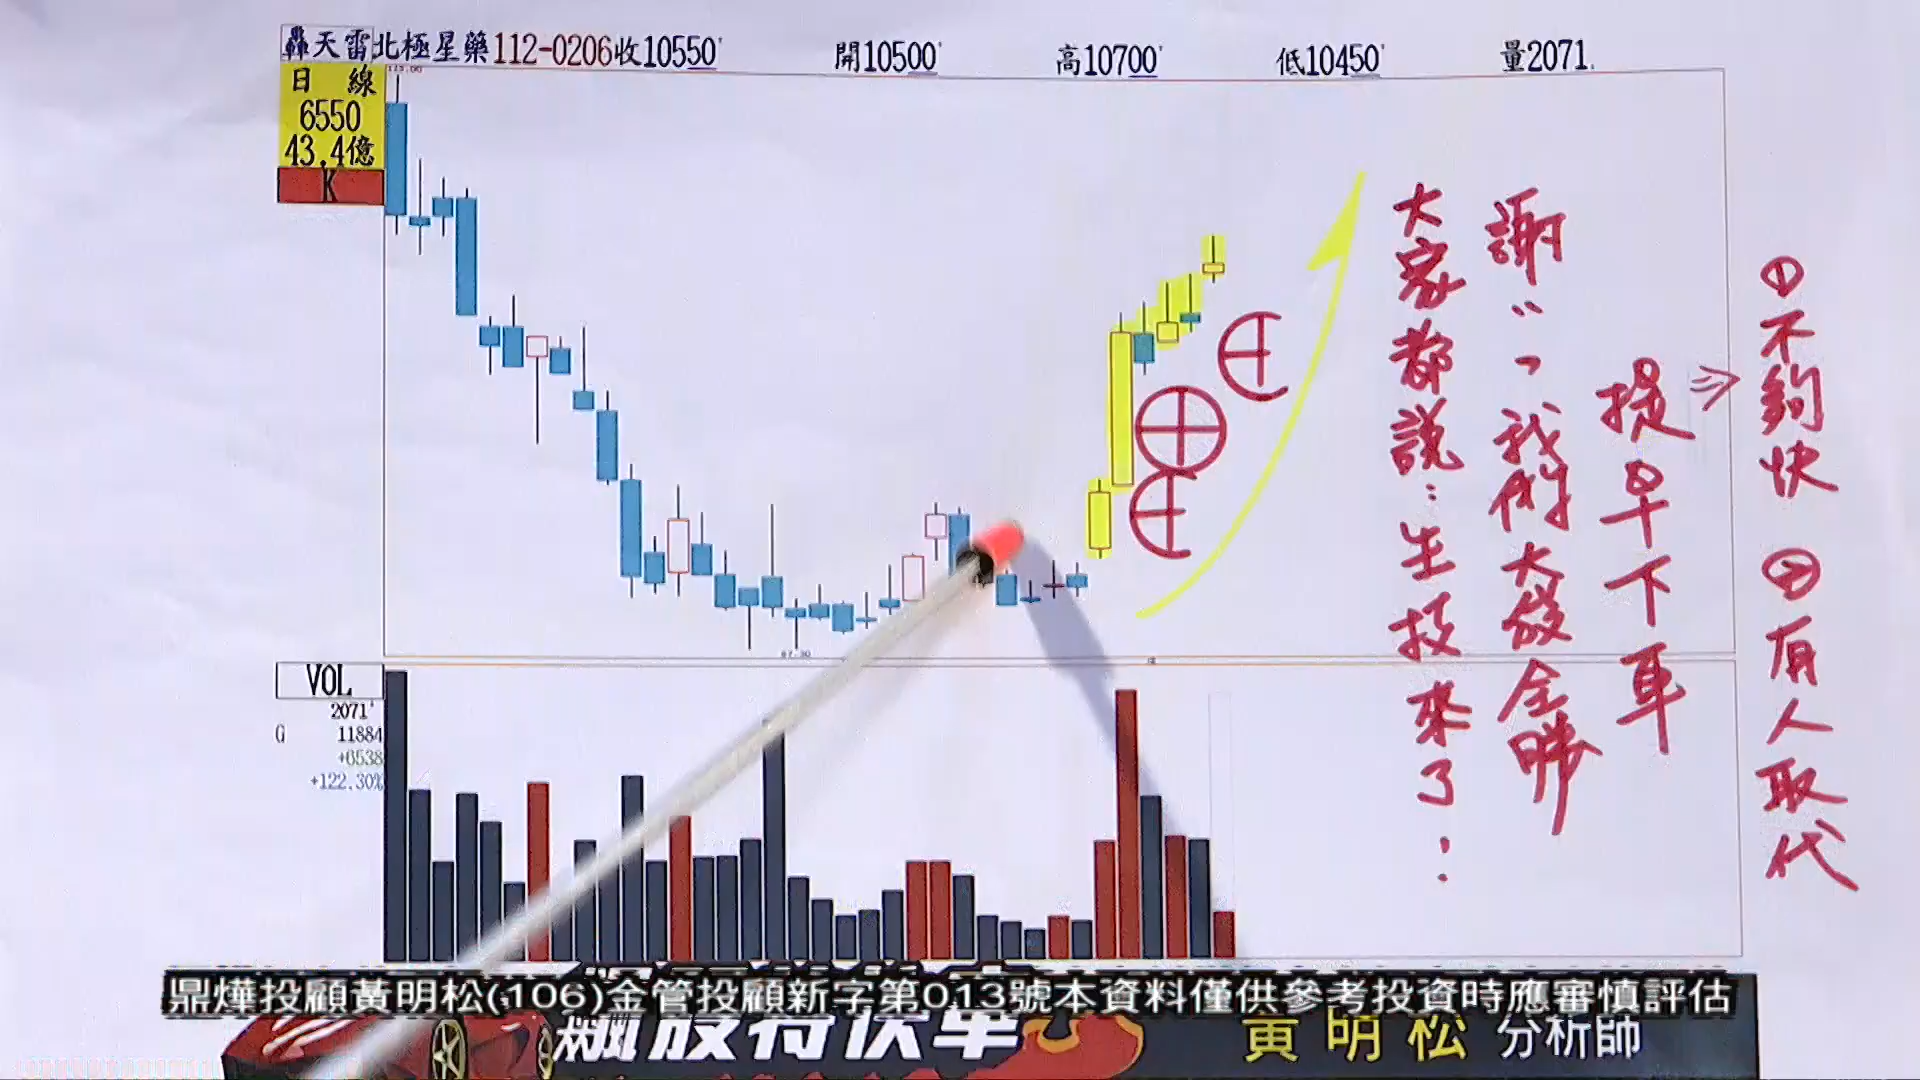 轟天雷北極星藥112-0206收10550' 開10500' 高10700' 低10450' 量2071
日 線
6550
43.4億
K
123.00
97.30
VOL
2071'
G 11884
+6538
+122.30%
大家都說:生技來了:
謝〃、我們大發全勝
提早下車
①不夠快 ②有人取代
鼎燁投顧黃明松(106)金管投顧新字第013號本資料僅供參考投資時應審慎評估
飆股特快車
黃明松 分析師